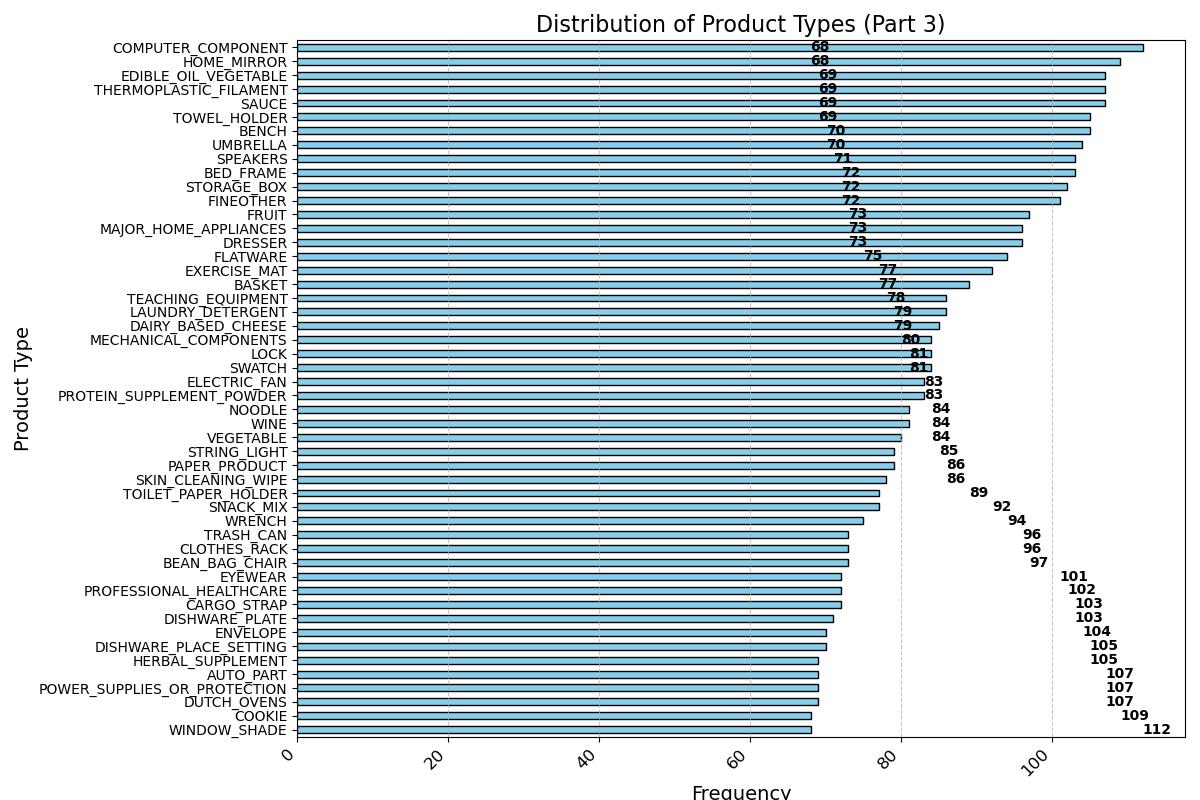 Distribution of Product Types (Part 3)
COMPUTER_COMPONENT 68
HOME_MIRROR 68
EDIBLE_OIL_VEGETABLE 69
THERMOPLASTIC_FILAMENT 69
SAUCE 69
TOWEL_HOLDER 69
BENCH 70
UMBRELLA 70
SPEAKERS 71
BED_FRAME 72
STORAGE_BOX 72
FINEOTHER 72
FRUIT 73
MAJOR_HOME_APPLIANCES 73
DRESSER 73
FLATWARE 75
EXERCISE_MAT 77
BASKET 77
TEACHING_EQUIPMENT 78
LAUNDRY_DETERGENT 79
DAIRY_BASED_CHEESE 79
MECHANICAL_COMPONENTS 80
LOCK 81
SWATCH 81
ELECTRIC_FAN 83
PROTEIN_SUPPLEMENT_POWDER 83
NOODLE 84
WINE 84
VEGETABLE 84
STRING_LIGHT 85
PAPER_PRODUCT 86
SKIN_CLEANING_WIPE 86
TOILET_PAPER_HOLDER 89
SNACK_MIX 92
WRENCH 94
TRASH_CAN 96
CLOTHES_RACK 96
BEAN_BAG_CHAIR 97
EYEWEAR 101
PROFESSIONAL_HEALTHCARE 102
CARGO_STRAP 103
DISHWARE_PLATE 103
ENVELOPE 104
DISHWARE_PLACE_SETTING 105
HERBAL_SUPPLEMENT 105
AUTO_PART 107
POWER_SUPPLIES_OR_PROTECTION 107
DUTCH_OVENS 107
COOKIE 109
WINDOW_SHADE 112
Product Type
0 20 40 60 80 100
Frequency